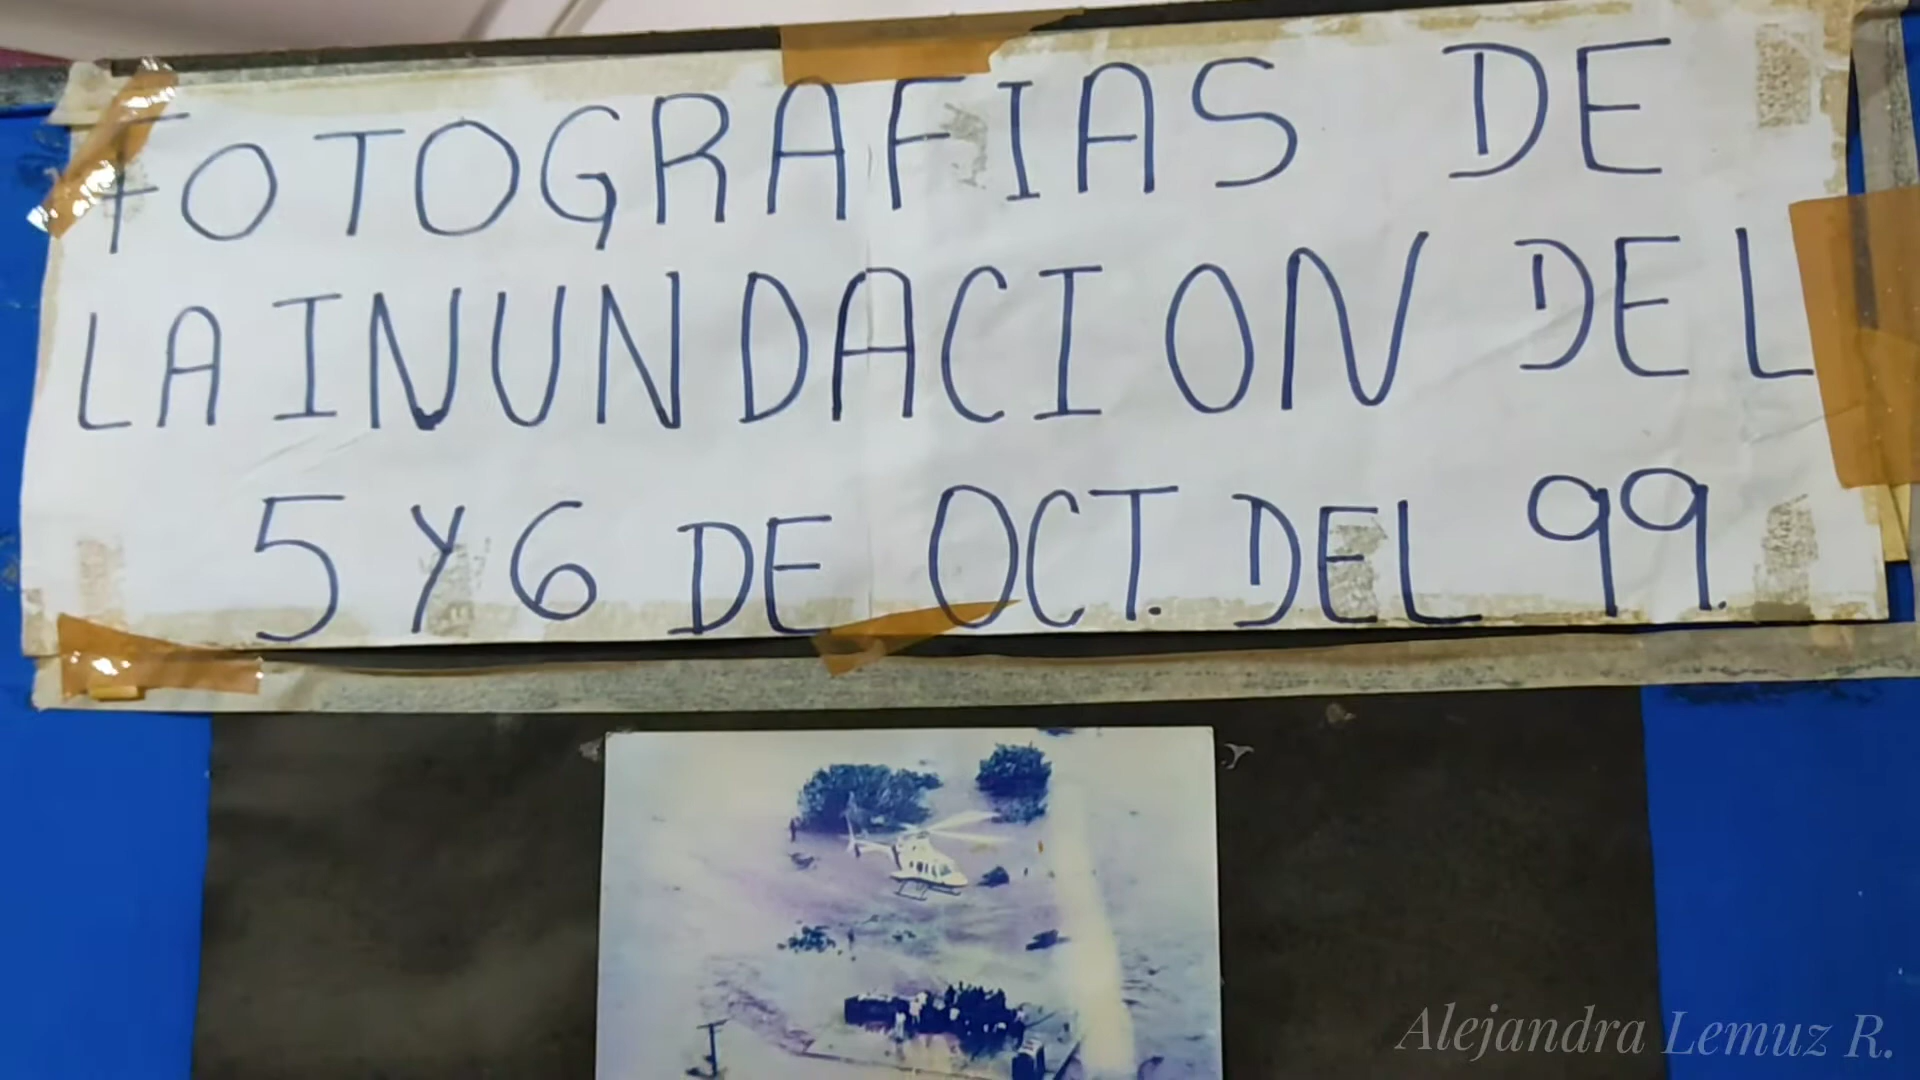 FOTOGRAFIAS DE
LA INUNDACION DEL
5 Y 6 DE OCT. DEL 99.
Alejandra Lemuz R.